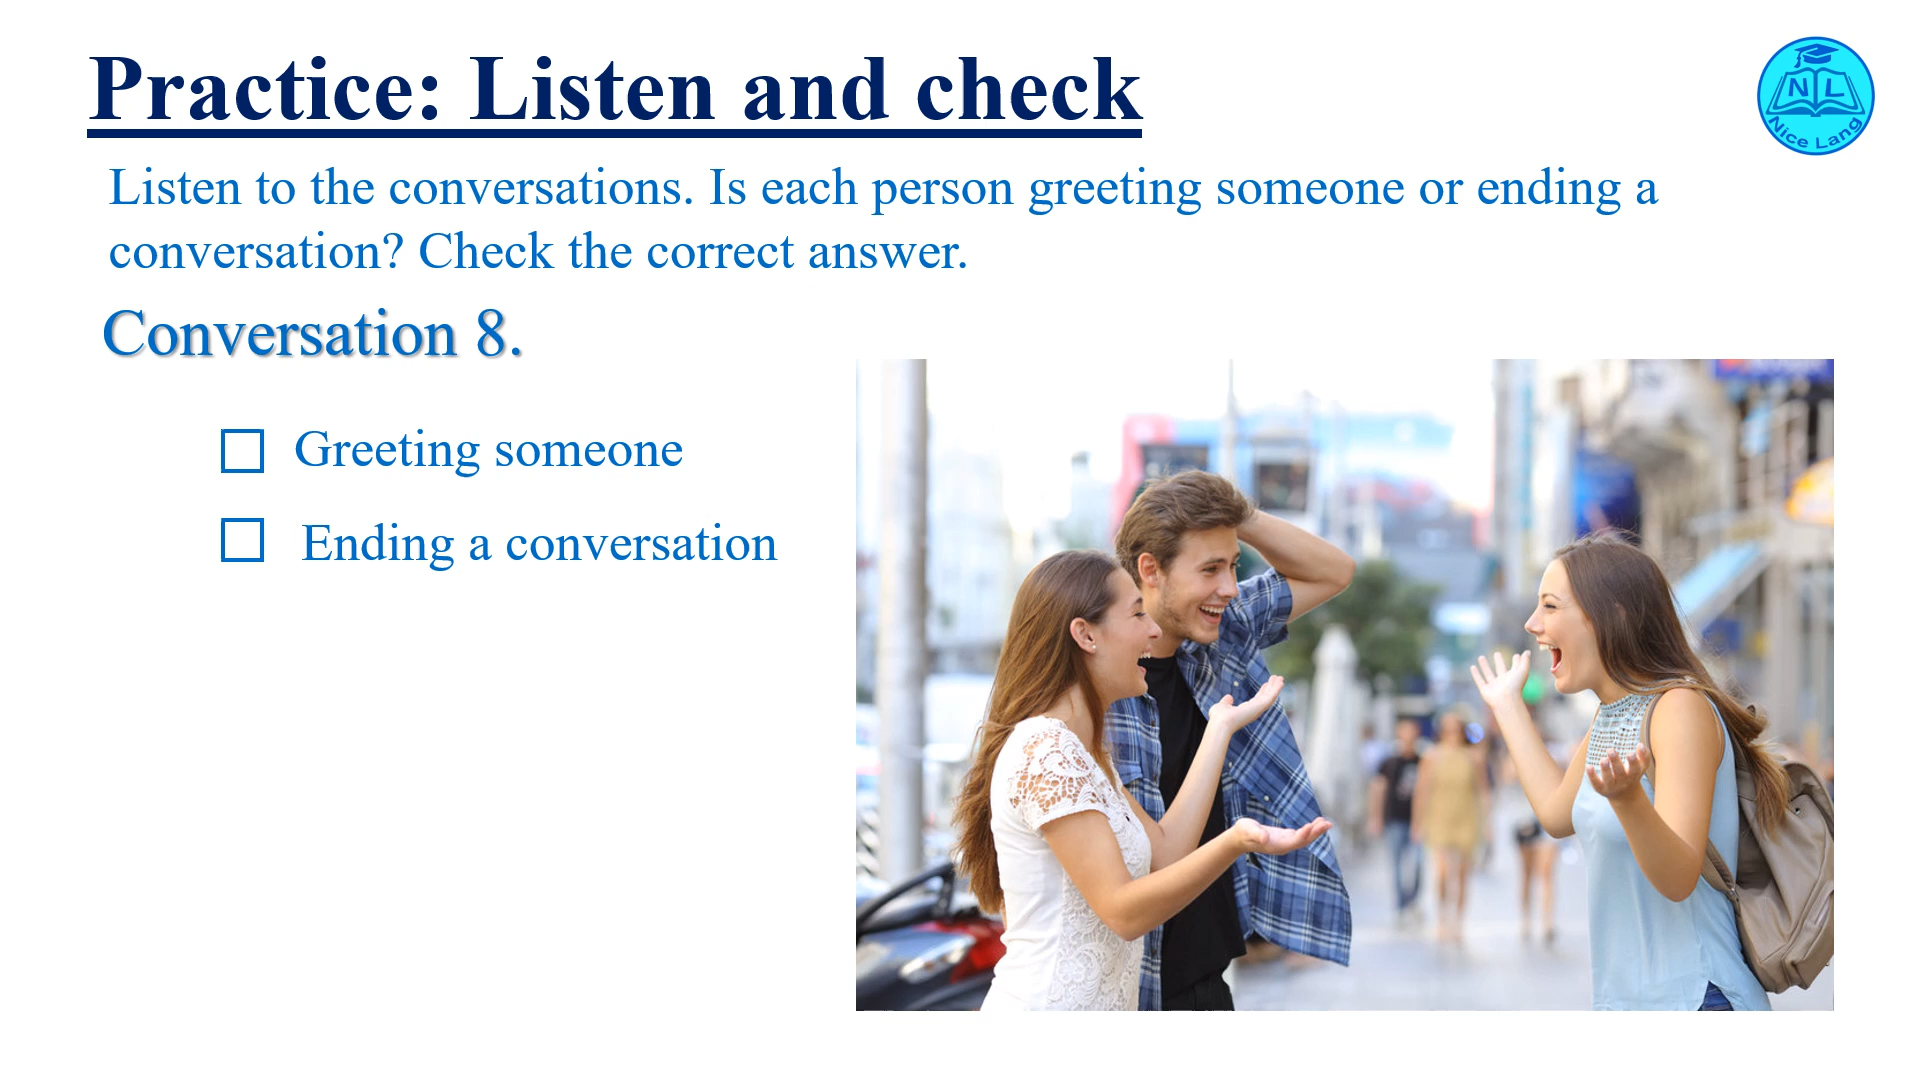 Practice: Listen and check
N L
Nice Lang
Listen to the conversations. Is each person greeting someone or ending a
conversation? Check the correct answer.
Conversation 8.
Greeting someone
Ending a conversation